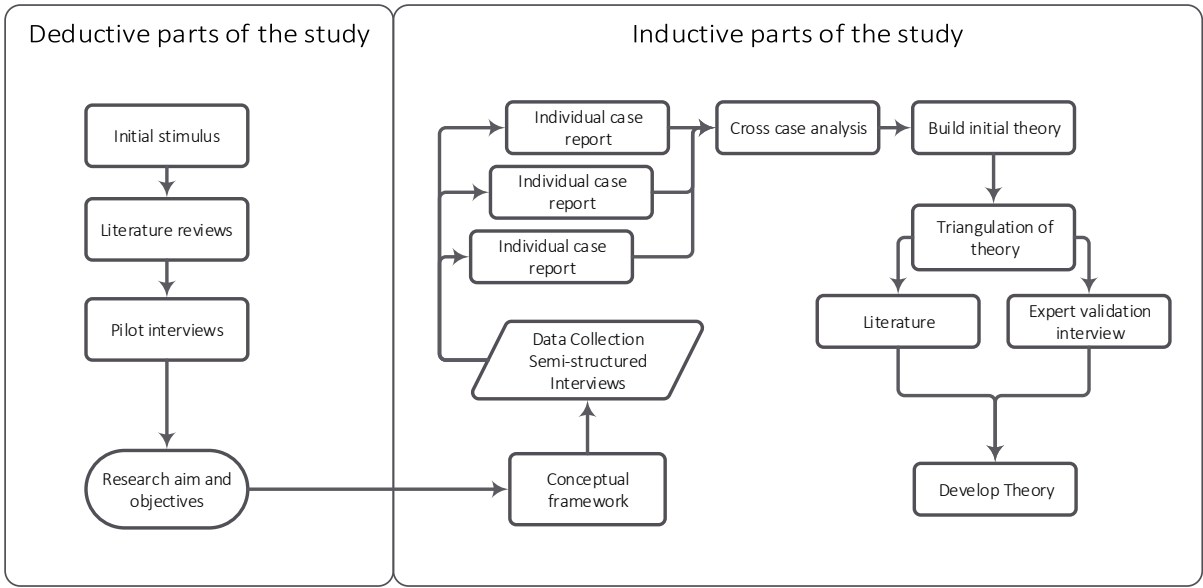 Deductive parts of the study
Initial stimulus
Literature reviews
Pilot interviews
Research aim and
objectives
Inductive parts of the study
Individual case
report
Individual case
report
Individual case
report
Data Collection
Semi-structured
Interviews
Conceptual
framework
Cross case analysis
Build initial theory
Triangulation of
theory
Literature
Expert validation
interview
Develop Theory